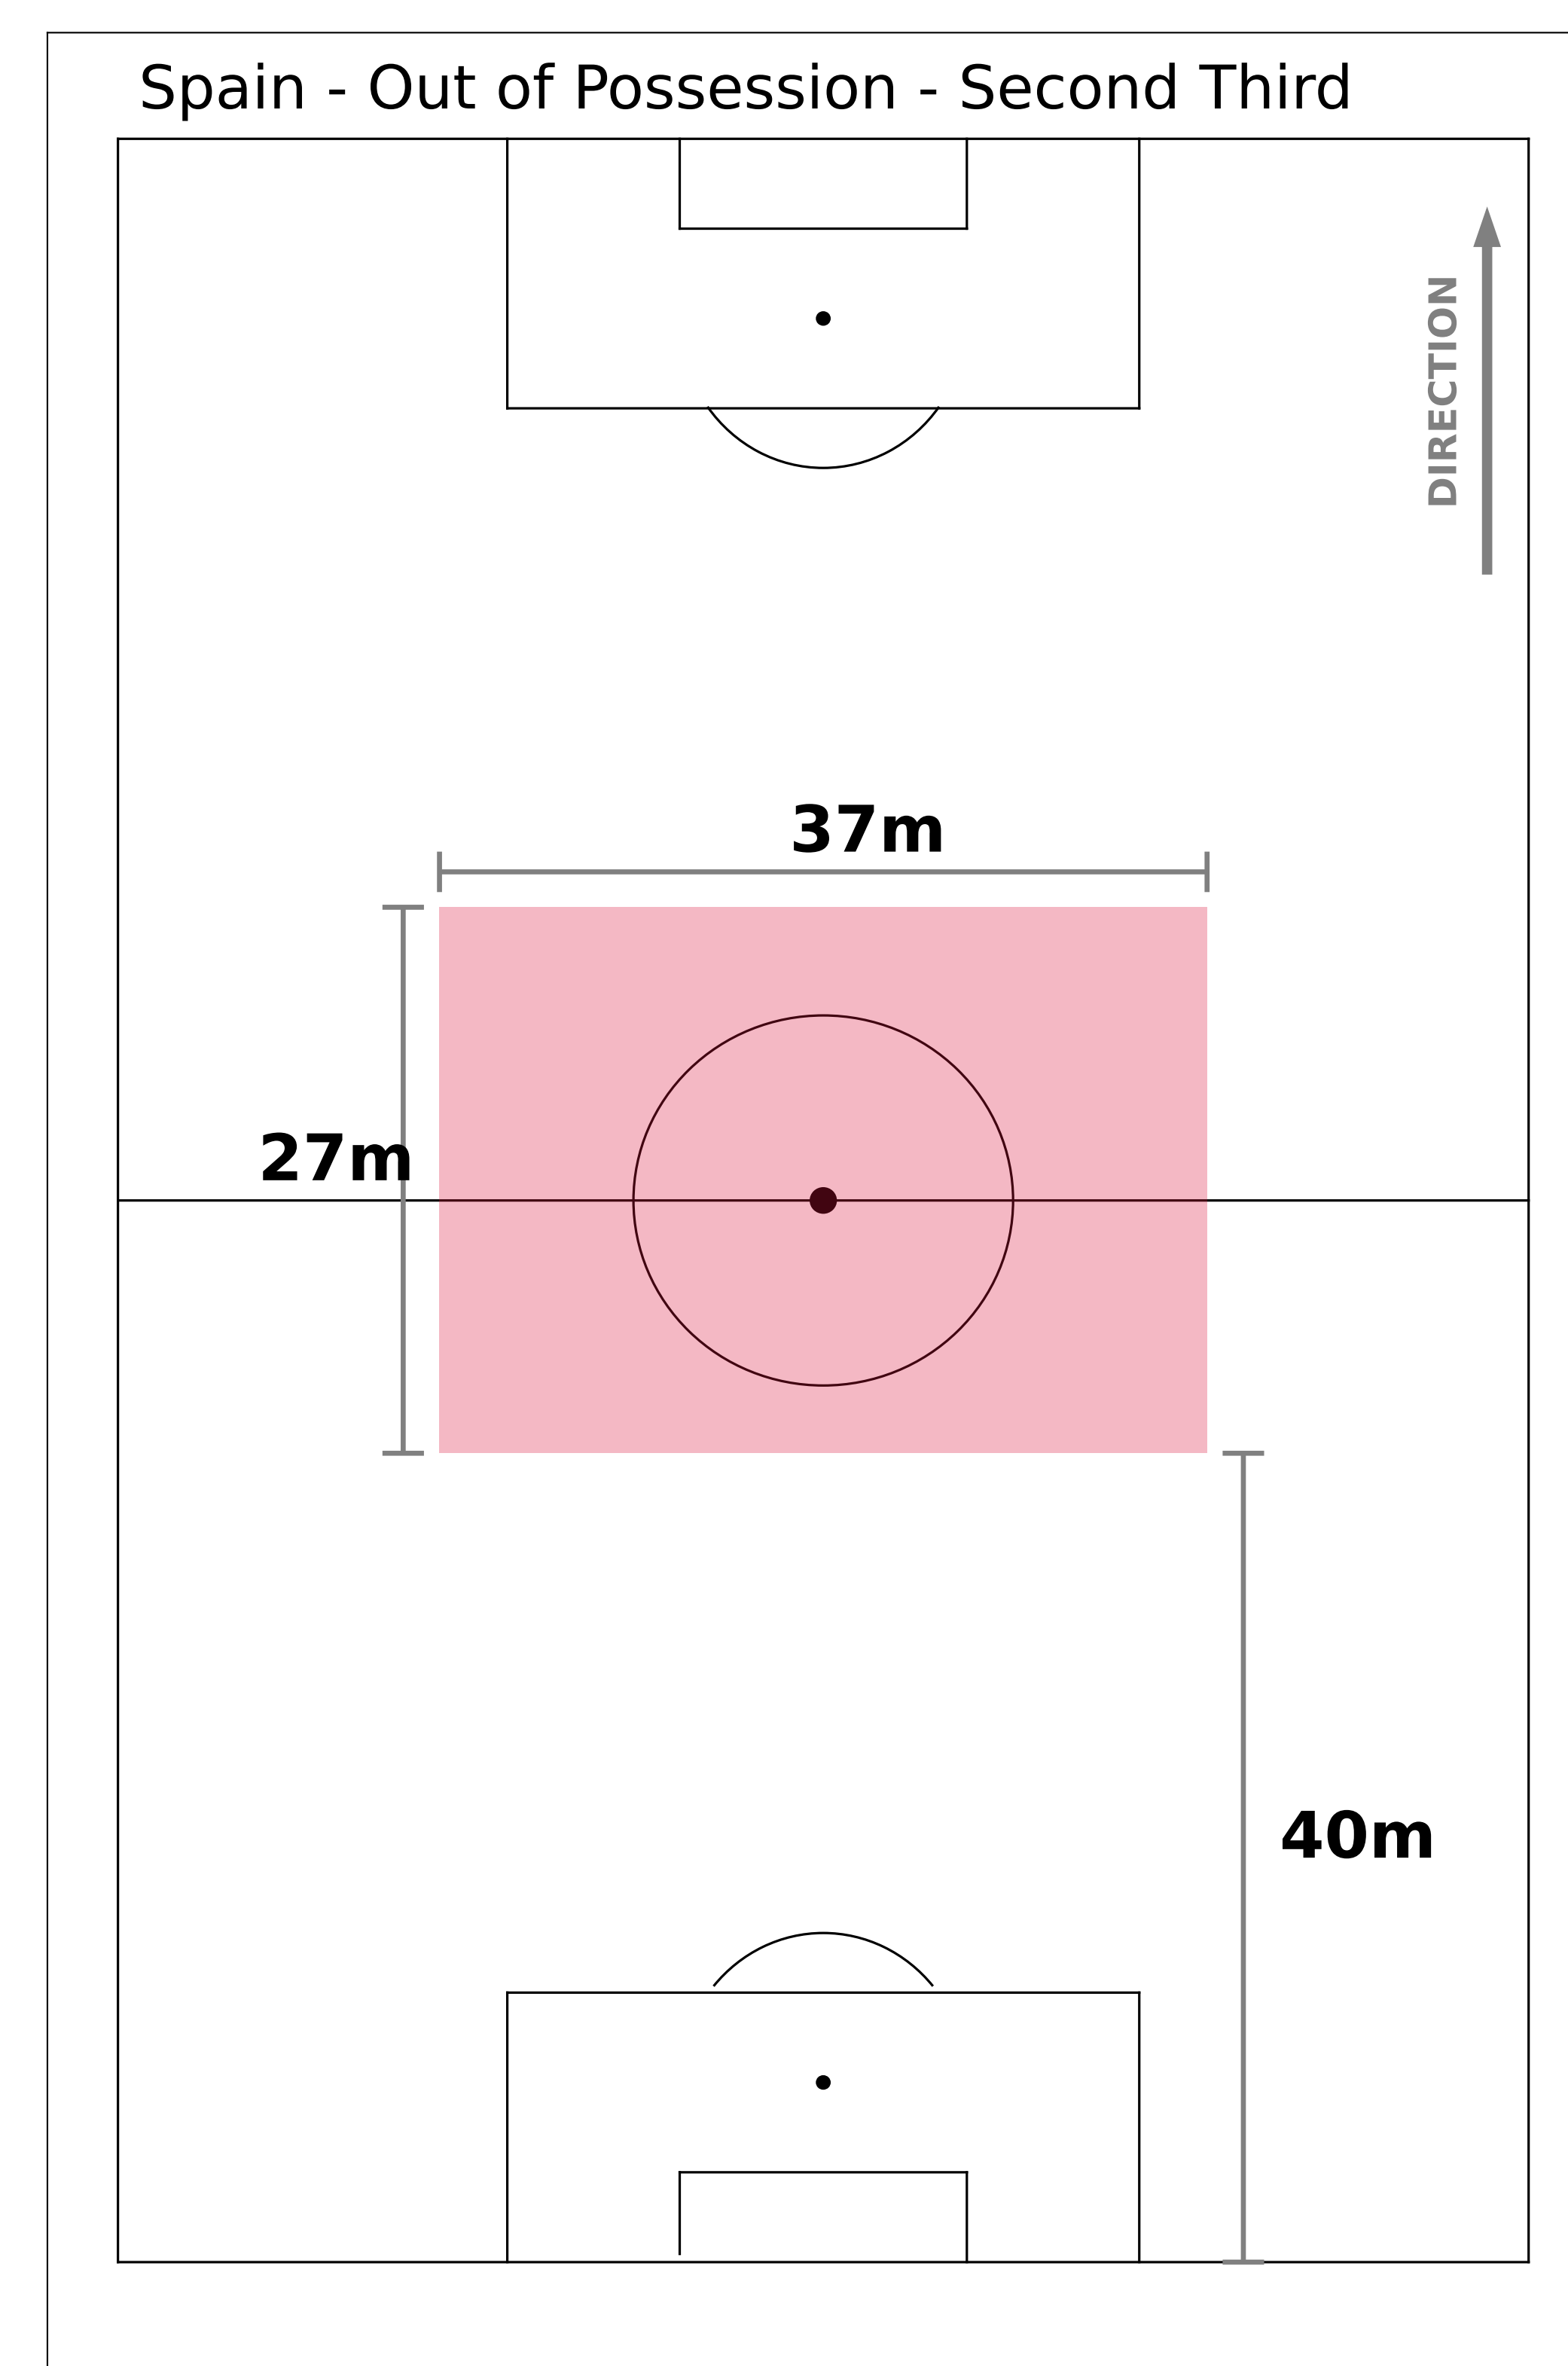 Spain - Out of Possession - Second Third
DIRECTION
37m
27m
40m